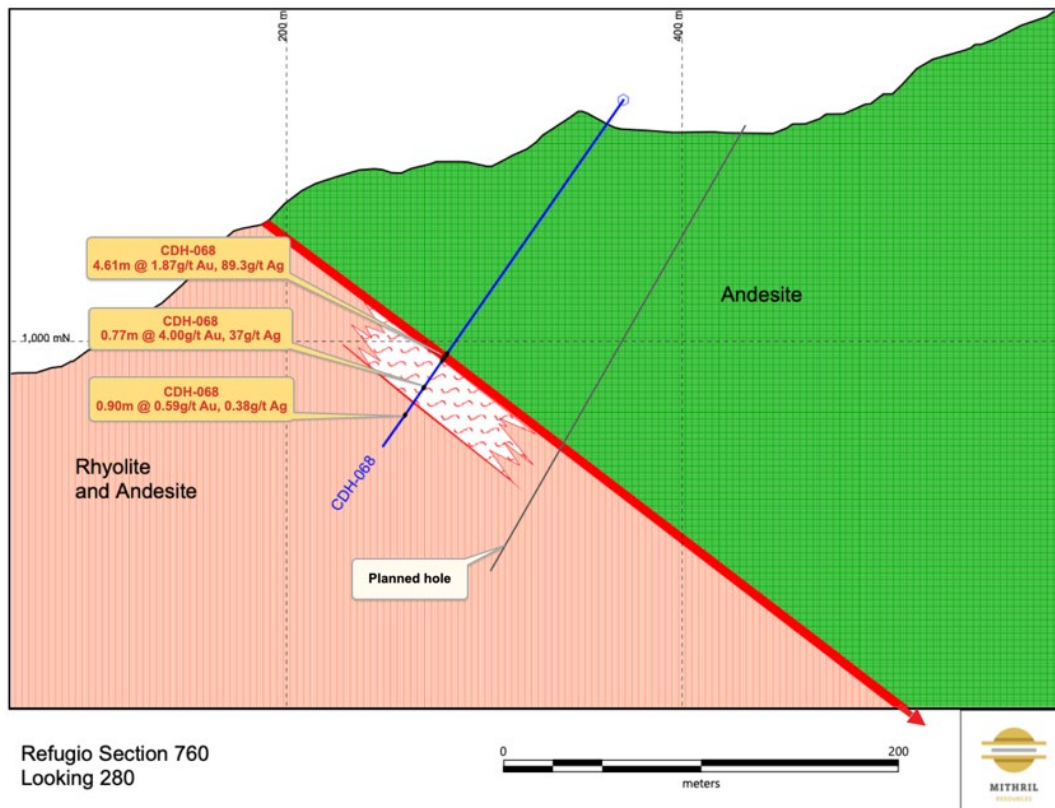 200 m
400 m
CDH-068
4.61m @ 1.87g/t Au, 89.3g/t Ag
Andesite
CDH-068
0.77m @ 4.00g/t Au, 37g/t Ag
1,000 mN
CDH-068
0.90m @ 0.59g/t Au, 0.38g/t Ag
Rhyolite
and Andesite
CDH-068
Planned hole
Refugio Section 760
Looking 280
0
200
meters
MITHRIL
RESOURCES